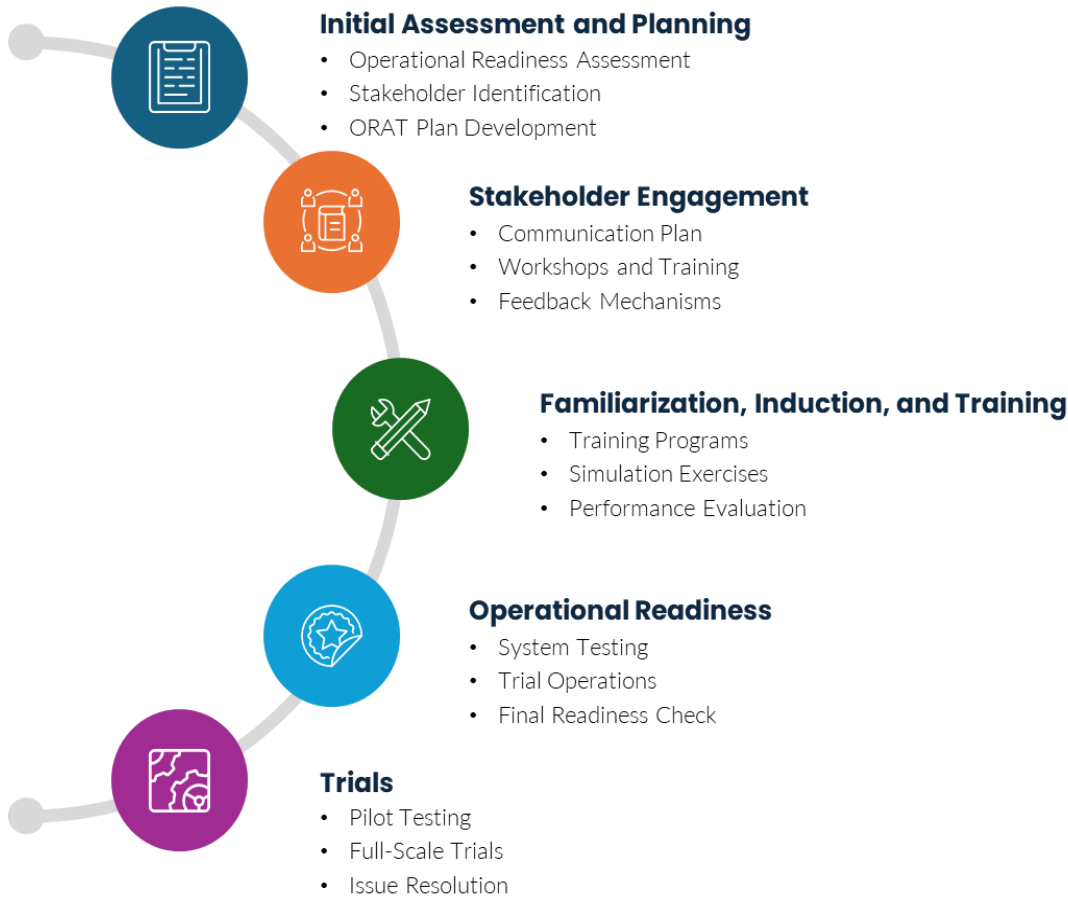 Initial Assessment and Planning
• Operational Readiness Assessment
• Stakeholder Identification
• ORAT Plan Development
Stakeholder Engagement
• Communication Plan
• Workshops and Training
• Feedback Mechanisms
Familiarization, Induction, and Training
• Training Programs
• Simulation Exercises
• Performance Evaluation
Operational Readiness
• System Testing
• Trial Operations
• Final Readiness Check
Trials
• Pilot Testing
• Full-Scale Trials
• Issue Resolution